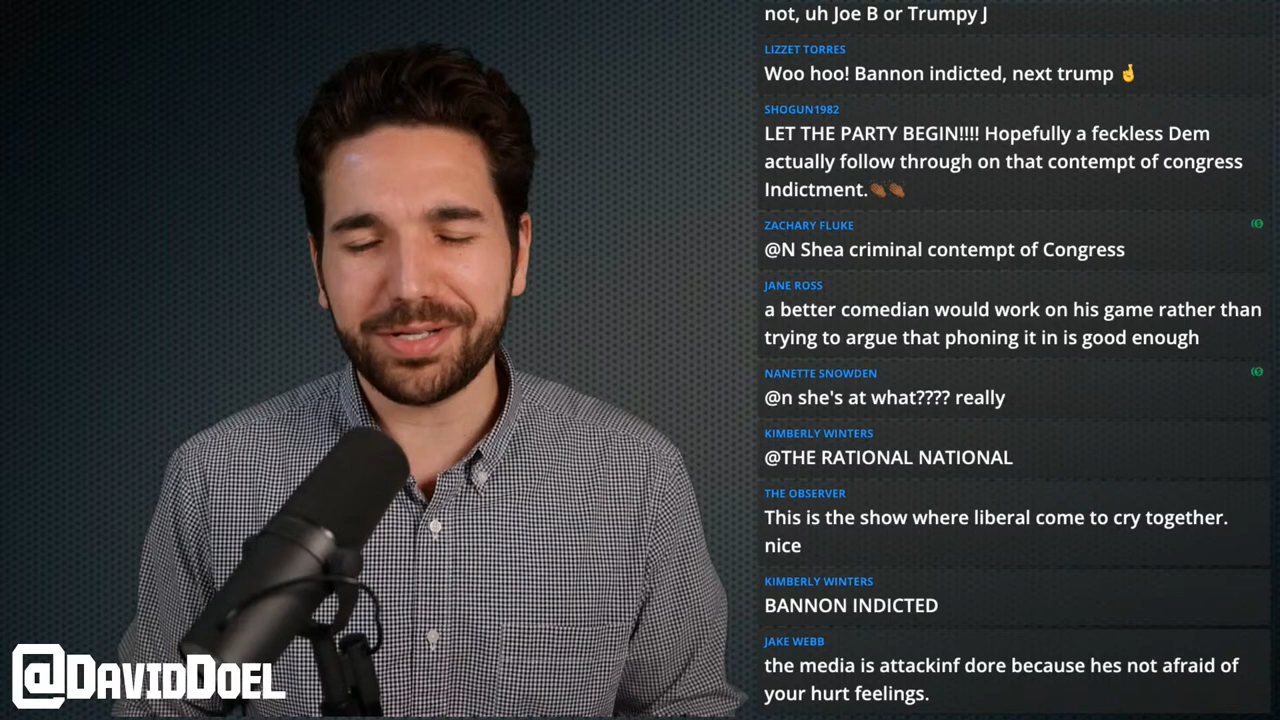 not, uh Joe B or Trumpy J
LIZZET TORRES
Woo hoo! Bannon indicted, next trump 🤞
SHOGUN1982
LET THE PARTY BEGIN!!!! Hopefully a feckless Dem
actually follow through on that contempt of congress
Indictment.👏🏾👏🏾
ZACHARY FLUKE
@N Shea criminal contempt of Congress
JANE ROSS
a better comedian would work on his game rather than
trying to argue that phoning it in is good enough
NANETTE SNOWDEN
@n she's at what???? really
KIMBERLY WINTERS
@THE RATIONAL NATIONAL
THE OBSERVER
This is the show where liberal come to cry together.
nice
KIMBERLY WINTERS
BANNON INDICTED
JAKE WEBB
the media is attackinf dore because hes not afraid of
your hurt feelings.
@DAVIDDOEL